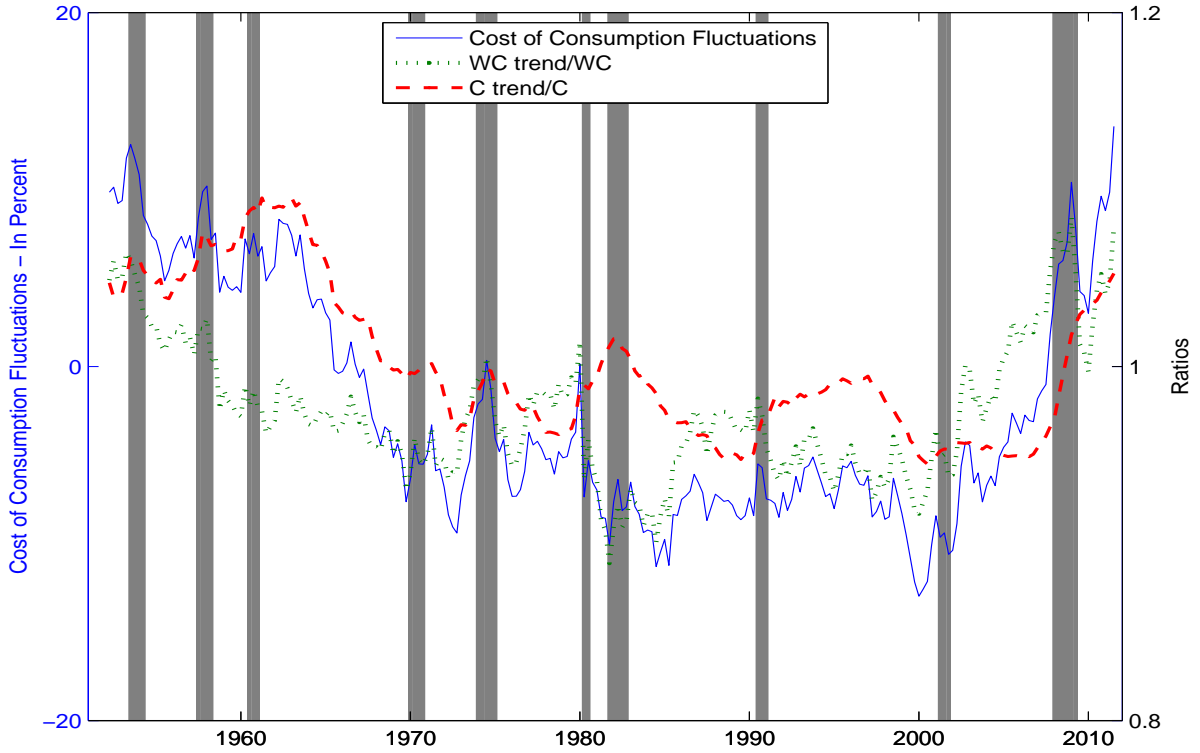 20
1.2
Cost of Consumption Fluctuations
WC trend/WC
C trend/C
Cost of Consumption Fluctuations – In Percent
0
1
Ratios
−20
0.8
1960
1970
1980
1990
2000
2010